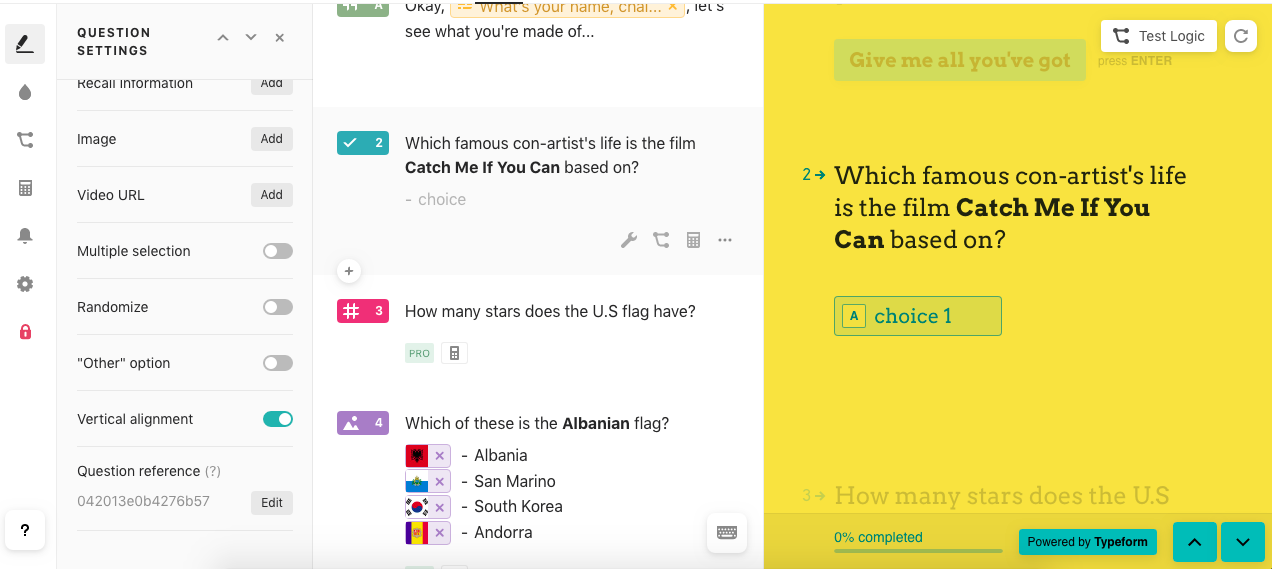 QUESTION
SETTINGS
Recall information
Add
Image
Add
Video URL
Add
Multiple selection
Randomize
"Other" option
Vertical alignment
Question reference (?)
042013e0b4276b57
Edit
?
A
Okay, What's your name, chal... × , let's
see what you're made of...
2
Which famous con-artist's life is the film
Catch Me If You Can based on?
- choice
3
How many stars does the U.S flag have?
PRO
4
Which of these is the Albanian flag?
- Albania
- San Marino
- South Korea
- Andorra
Test Logic
Give me all you've got
press ENTER
2
Which famous con-artist's life
is the film Catch Me If You
Can based on?
A choice 1
3
How many stars does the U.S
0% completed
Powered by Typeform